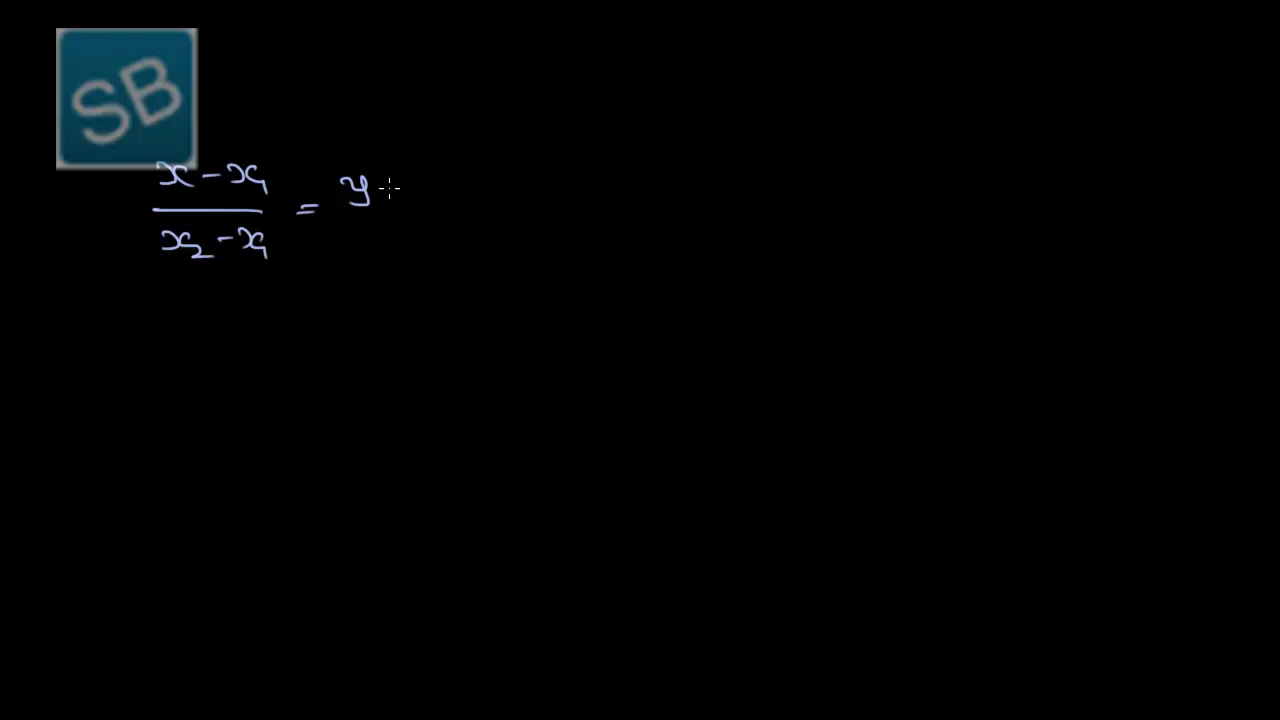 SB
x - x₁ / x₂ - x₁ = y